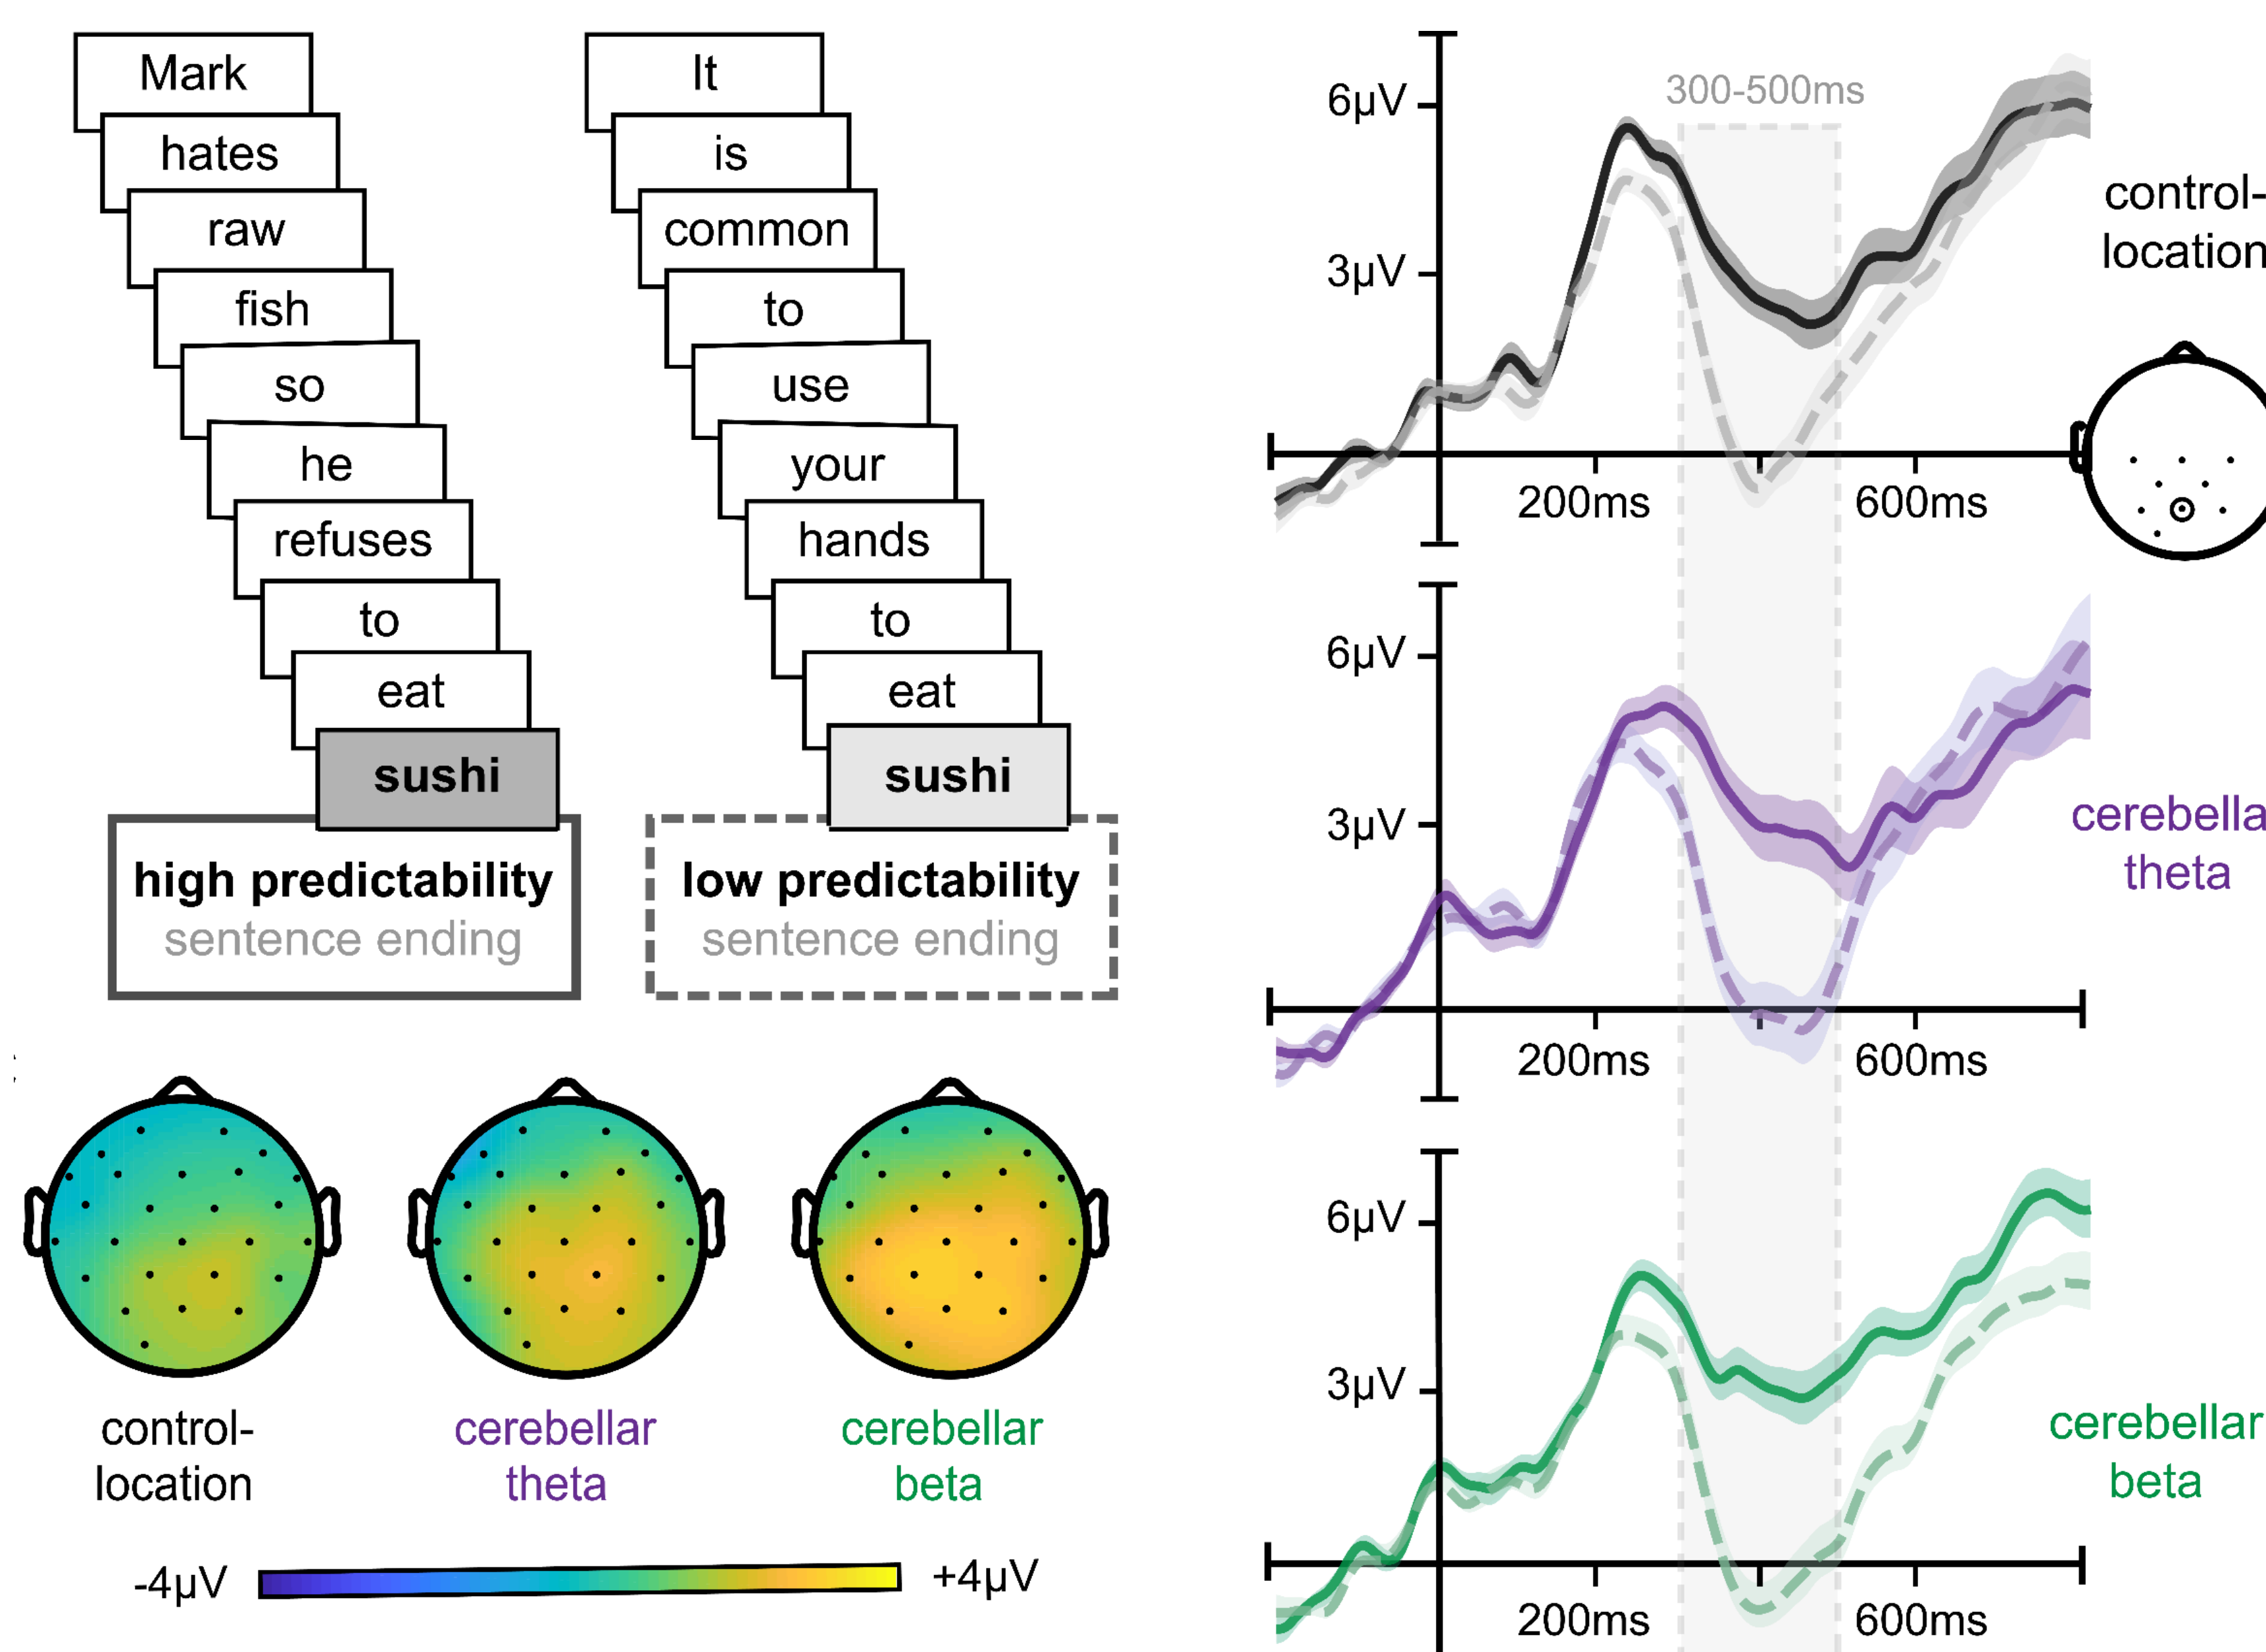 Mark
hates
raw
fish
so
he
refuses
to
eat
sushi
high predictability
sentence ending
It
is
common
to
use
your
hands
to
eat
sushi
low predictability
sentence ending
control-
location
cerebellar
theta
cerebellar
beta
-4µV
+4µV
300-500ms
6µV
3µV
200ms
600ms
control-
location
6µV
3µV
200ms
600ms
cerebella
theta
6µV
3µV
200ms
600ms
cerebellar
beta